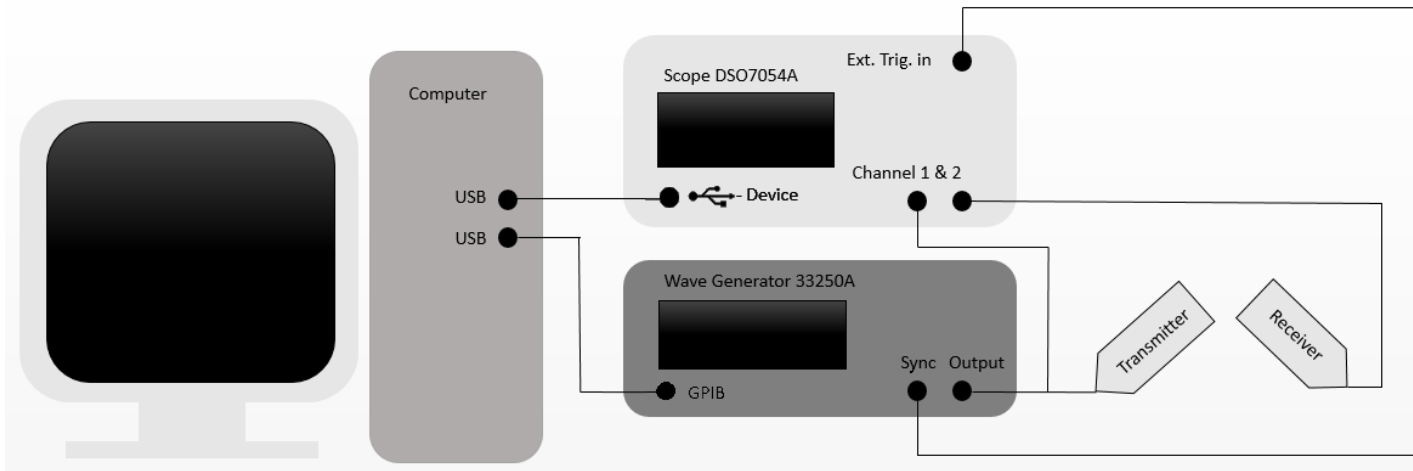 Computer
USB
USB
Scope DSO7054A
Ext. Trig. in
Channel 1 & 2
- Device
Wave Generator 33250A
Sync Output
GPIB
Transmitter
Receiver